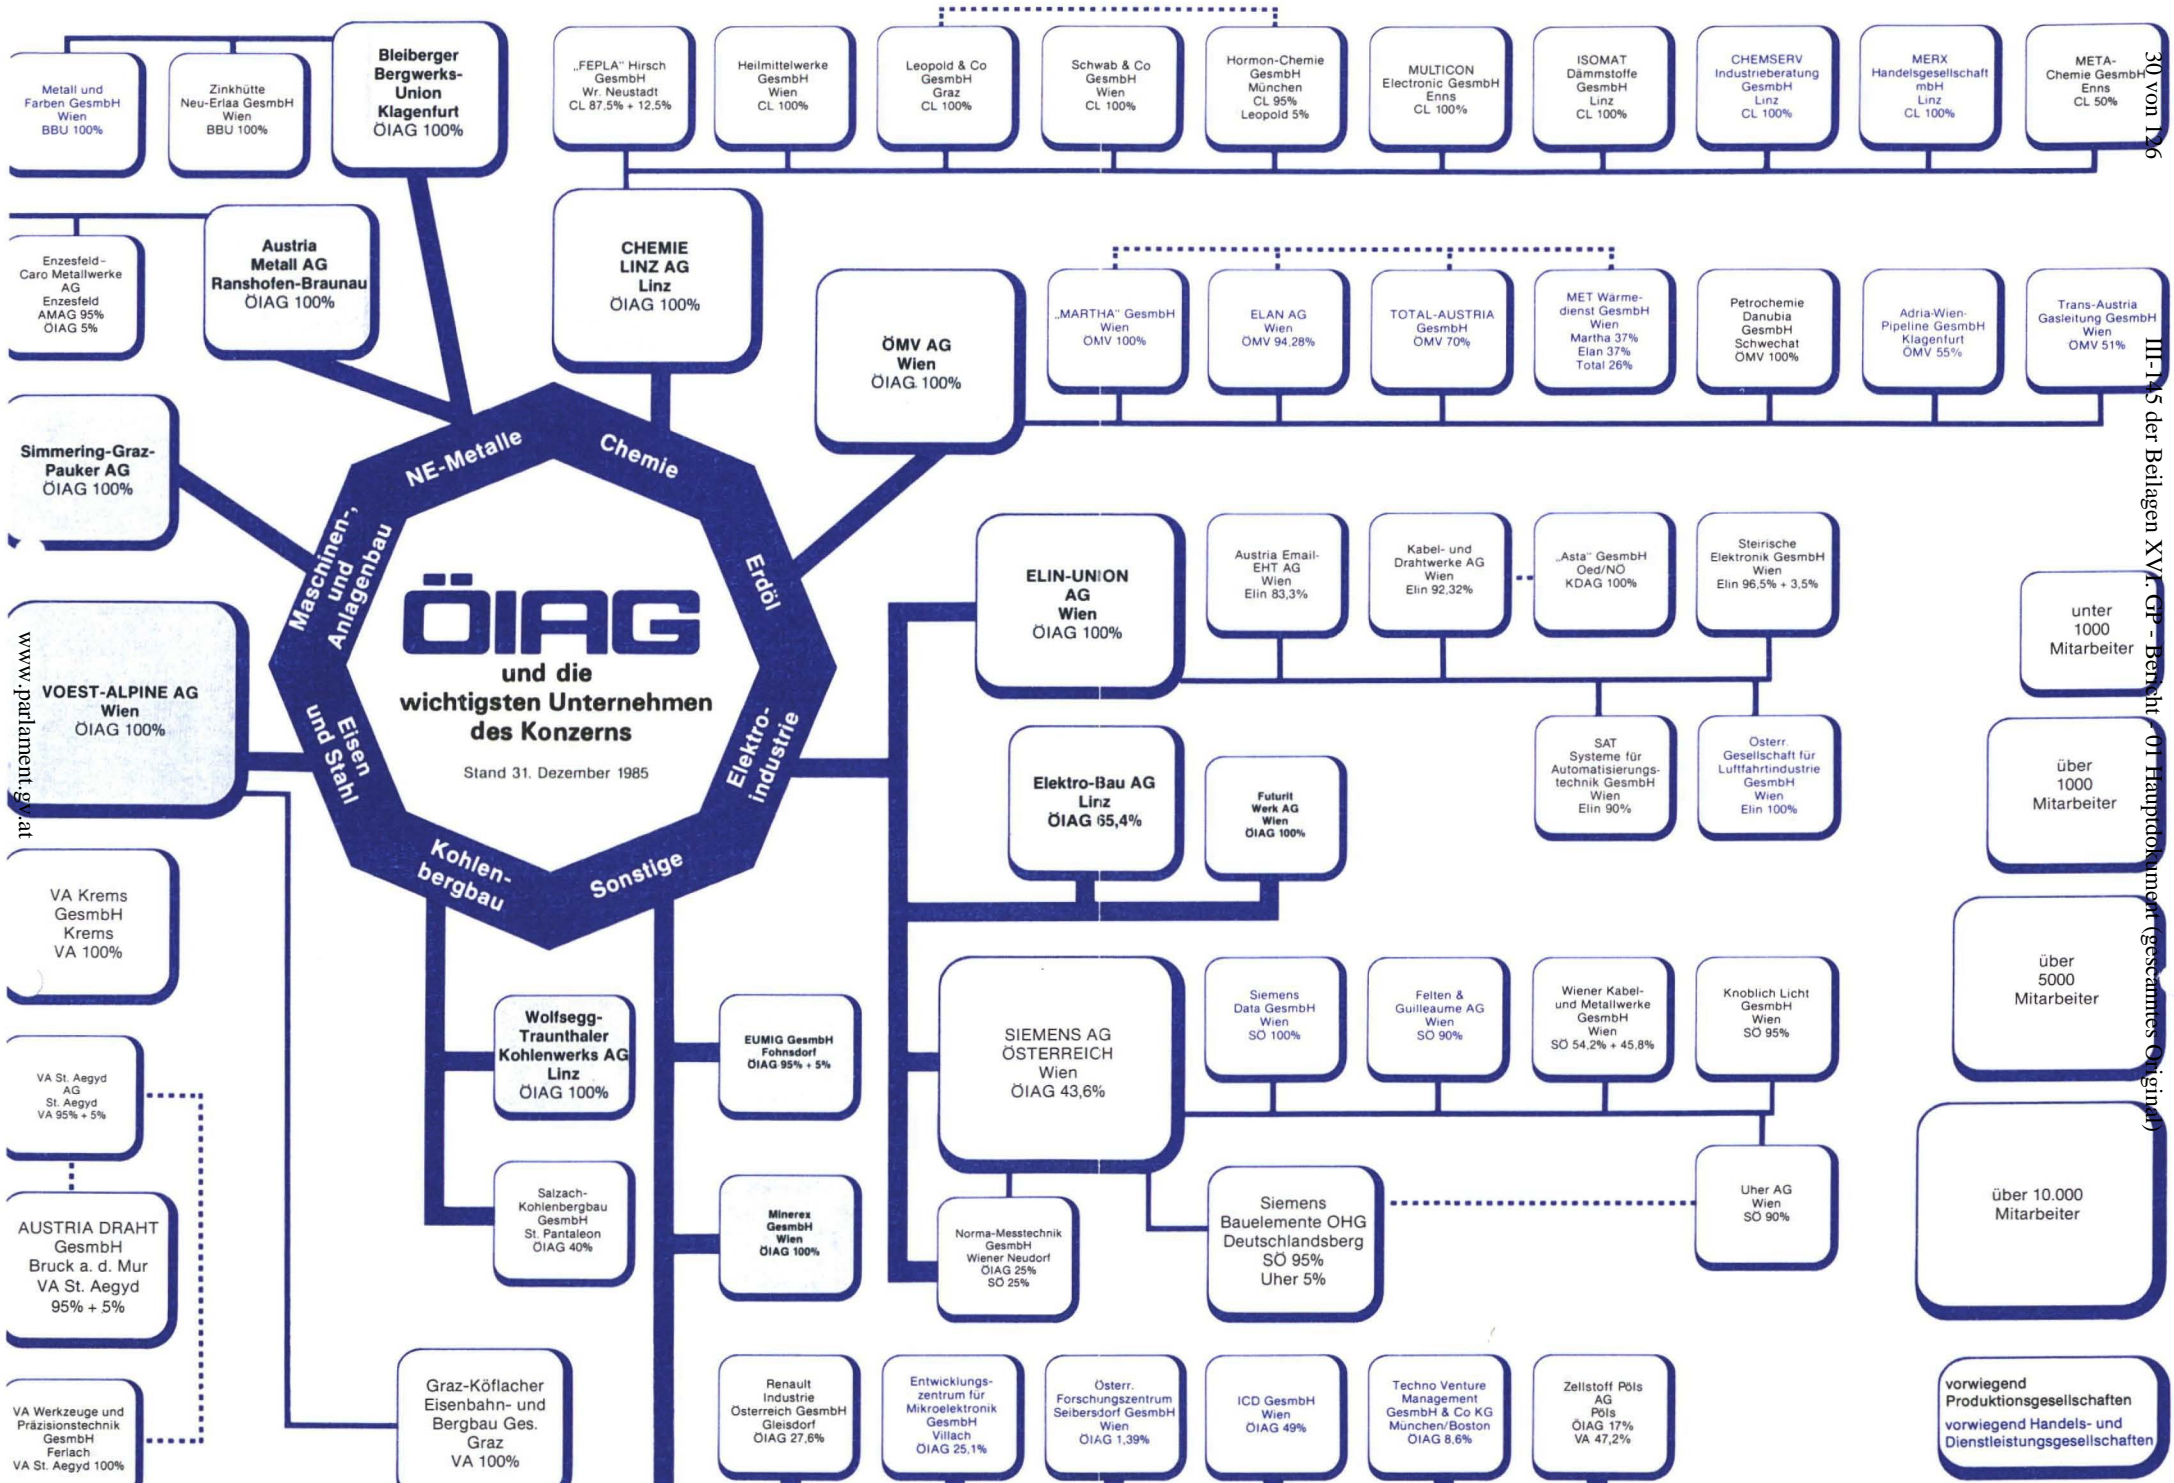 Metall und
Farben GesmbH
Wien
BBU 100%
Zinkhütte
Neu-Erlaa GesmbH
Wien
BBU 100%
Bleiberger
Bergwerks-
Union
Klagenfurt
ÖIAG 100%
„FEPLA" Hirsch
GesmbH
Wr. Neustadt
CL 87,5% + 12,5%
Heilmittelwerke
GesmbH
Wien
CL 100%
Leopold & Co
GesmbH
Graz
CL 100%
Schwab & Co
GesmbH
Wien
CL 100%
Hormon-Chemie
GesmbH
München
CL 95%
Leopold 5%
MULTICON
Electronic GesmbH
Enns
CL 100%
ISOMAT
Dämmstoffe
GesmbH
Linz
CL 100%
CHEMSERV
Industrieberatung
GesmbH
Linz
CL 100%
MERX
Handelsgesellschaft
mbH
Linz
CL 100%
META-
Chemie GesmbH
Enns
CL 50%
Enzesfeld-
Caro Metallwerke
AG
Enzesfeld
AMAG 95%
ÖIAG 5%
Austria
Metall AG
Ranshofen-Braunau
ÖIAG 100%
CHEMIE
LINZ AG
Linz
ÖIAG 100%
ÖMV AG
Wien
ÖIAG 100%
„MARTHA" GesmbH
Wien
ÖMV 100%
ELAN AG
Wien
ÖMV 94,28%
TOTAL-AUSTRIA
GesmbH
ÖMV 70%
MET Wärme-
dienst GesmbH
Wien
Martha 37%
Elan 37%
Total 26%
Petrochemie
Danubia
GesmbH
Schwechat
ÖMV 100%
Adria-Wien-
Pipeline GesmbH
Klagenfurt
ÖMV 55%
Trans-Austria
Gasleitung GesmbH
Wien
ÖMV 51%
Simmering-Graz-
Pauker AG
ÖIAG 100%
NE-Metalle
Chemie
Maschinen-,
und
Anlagenbau
Erdöl
Eisen
und Stahl
Elektro-
industrie
Kohlen-
bergbau
Sonstige
ÖIAG
und die
wichtigsten Unternehmen
des Konzerns
Stand 31. Dezember 1985
ELIN-UNION
AG
Wien
ÖIAG 100%
Austria Email-
EHT AG
Wien
Elin 83,3%
Kabel- und
Drahtwerke AG
Wien
Elin 92,32%
„Asta" GesmbH
Oed/NÖ
KDAG 100%
Steirische
Elektronik GesmbH
Wien
Elin 96,5% + 3,5%
unter
1000
Mitarbeiter
VOEST-ALPINE AG
Wien
ÖIAG 100%
Elektro-Bau AG
Linz
ÖIAG 65,4%
Futurit
Werk AG
Wien
ÖIAG 100%
SAT
Systeme für
Automatisierungs-
technik GesmbH
Wien
Elin 90%
Österr.
Gesellschaft für
Luftfahrtindustrie
GesmbH
Wien
Elin 100%
über
1000
Mitarbeiter
VA Krems
GesmbH
Krems
VA 100%
über
5000
Mitarbeiter
Wolfsegg-
Traunthaler
Kohlenwerks AG
Linz
ÖIAG 100%
EUMIG GesmbH
Fohnsdorf
ÖIAG 95% + 5%
SIEMENS AG
ÖSTERREICH
Wien
ÖIAG 43,6%
Siemens
Data GesmbH
Wien
SÖ 100%
Felten &
Guilleaume AG
Wien
SÖ 90%
Wiener Kabel-
und Metallwerke
GesmbH
Wien
SÖ 54,2% + 45,8%
Knoblich Licht
GesmbH
Wien
SÖ 95%
VA St. Aegyd
AG
St. Aegyd
VA 95% + 5%
AUSTRIA DRAHT
GesmbH
Bruck a. d. Mur
VA St. Aegyd
95% + 5%
Salzach-
Kohlenbergbau
GesmbH
St. Pantaleon
ÖIAG 40%
Minerex
GesmbH
Wien
ÖIAG 100%
Norma-Messtechnik
GesmbH
Wiener Neudorf
ÖIAG 25%
SÖ 25%
Siemens
Bauelemente OHG
Deutschlandsberg
SÖ 95%
Uher 5%
Uher AG
Wien
SÖ 90%
über 10.000
Mitarbeiter
VA Werkzeuge und
Präzisionstechnik
GesmbH
Ferlach
VA St. Aegyd 100%
Graz-Köflacher
Eisenbahn- und
Bergbau Ges.
Graz
VA 100%
Renault
Industrie
Österreich GesmbH
Gleisdorf
ÖIAG 27,6%
Entwicklungs-
zentrum für
Mikroelektronik
GesmbH
Villach
ÖIAG 25,1%
Österr.
Forschungszentrum
Seibersdorf GesmbH
Wien
ÖIAG 1,39%
ICD GesmbH
Wien
ÖIAG 49%
Techno Venture
Management
GesmbH & Co KG
München/Boston
ÖIAG 8,6%
Zellstoff Pöls
AG
Pöls
ÖIAG 17%
VA 47,2%
vorwiegend
Produktionsgesellschaften
vorwiegend Handels- und
Dienstleistungsgesellschaften
30 von 126
III-145 der Beilagen XVI. GP - Bericht - 01 Hauptdokument (gescanntes Original)
www.parlament.gv.at